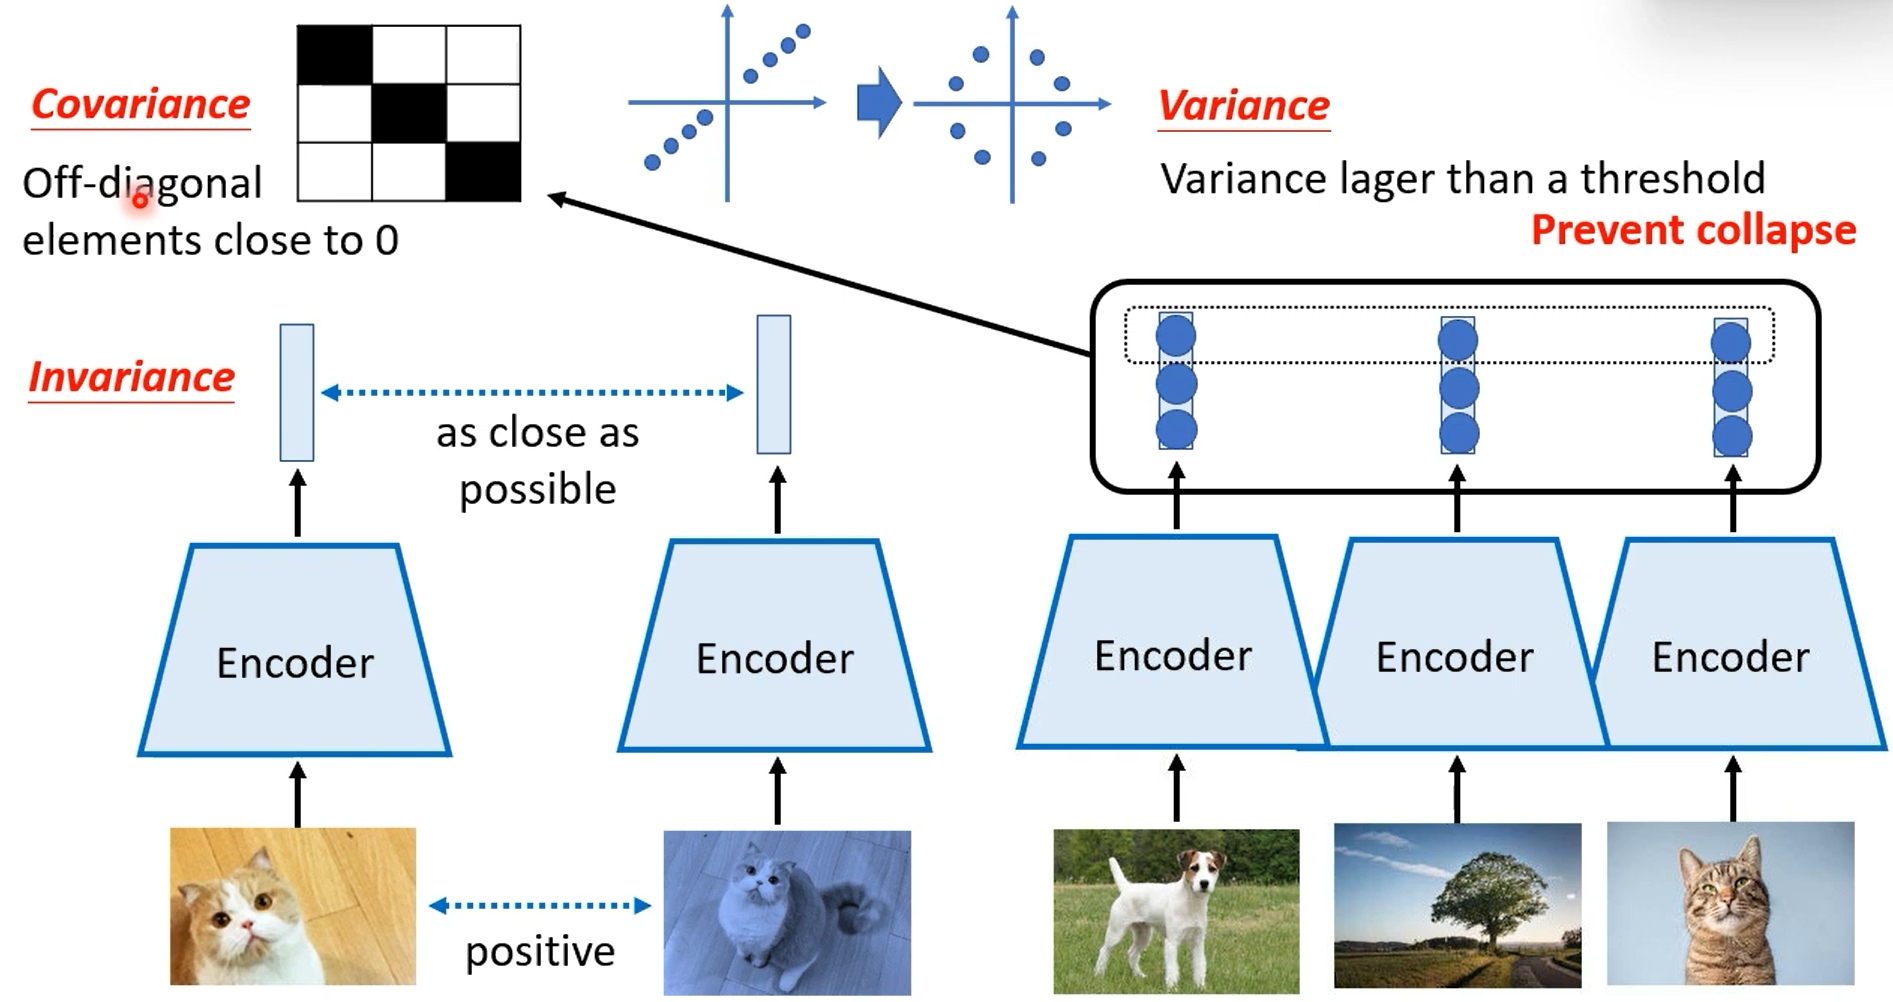 Covariance
Off-diagonal
elements close to 0
Variance
Variance lager than a threshold
Prevent collapse
Invariance
as close as
possible
Encoder
Encoder
Encoder
Encoder
Encoder
positive